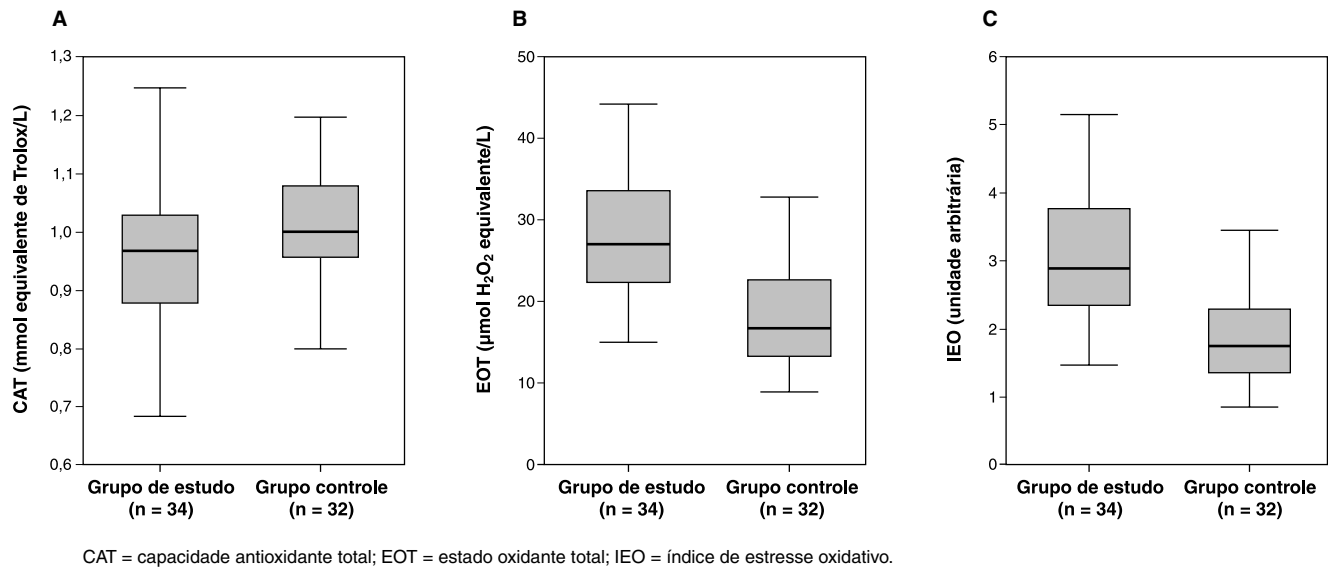 A
CAT (mmol equivalente de Trolox/L)
1,3
1,2
1,1
1,0
0,9
0,8
0,7
0,6
Grupo de estudo
(n = 34)
Grupo controle
(n = 32)
B
EOT (μmol H₂O₂ equivalente/L)
50
40
30
20
10
0
Grupo de estudo
(n = 34)
Grupo controle
(n = 32)
C
IEO (unidade arbitrária)
6
5
4
3
2
1
0
Grupo de estudo
(n = 34)
Grupo controle
(n = 32)
CAT = capacidade antioxidante total; EOT = estado oxidante total; IEO = índice de estresse oxidativo.